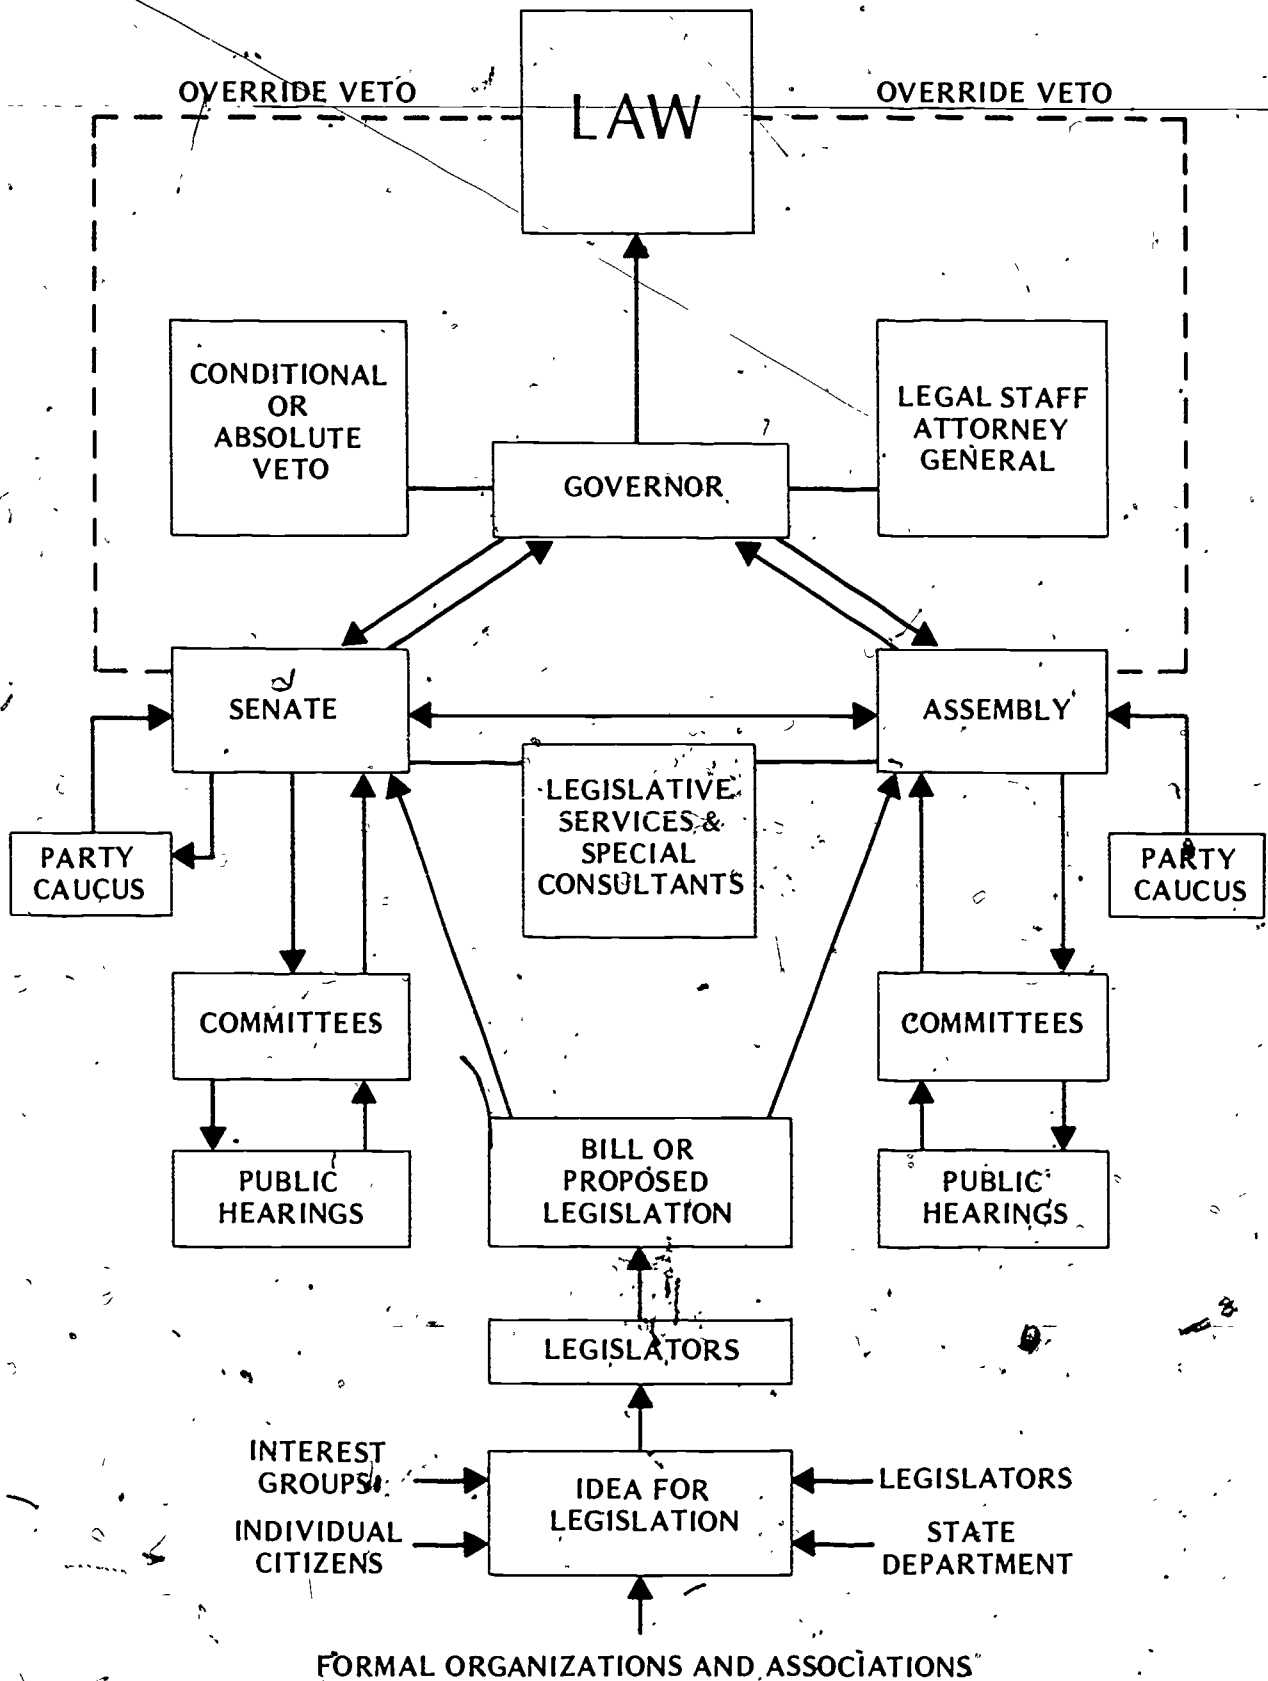 OVERRIDE VETO
LAW
OVERRIDE VETO
CONDITIONAL
OR
ABSOLUTE
VETO
LEGAL STAFF
ATTORNEY
GENERAL
GOVERNOR
SENATE
ASSEMBLY
LEGISLATIVE
SERVICES &
SPECIAL
CONSULTANTS
PARTY
CAUCUS
PARTY
CAUCUS
COMMITTEES
COMMITTEES
BILL OR
PROPOSED
LEGISLATION
PUBLIC
HEARINGS
PUBLIC
HEARINGS
LEGISLATORS
INTEREST
GROUPS
IDEA FOR
LEGISLATION
LEGISLATORS
INDIVIDUAL
CITIZENS
STATE
DEPARTMENT
FORMAL ORGANIZATIONS AND ASSOCIATIONS